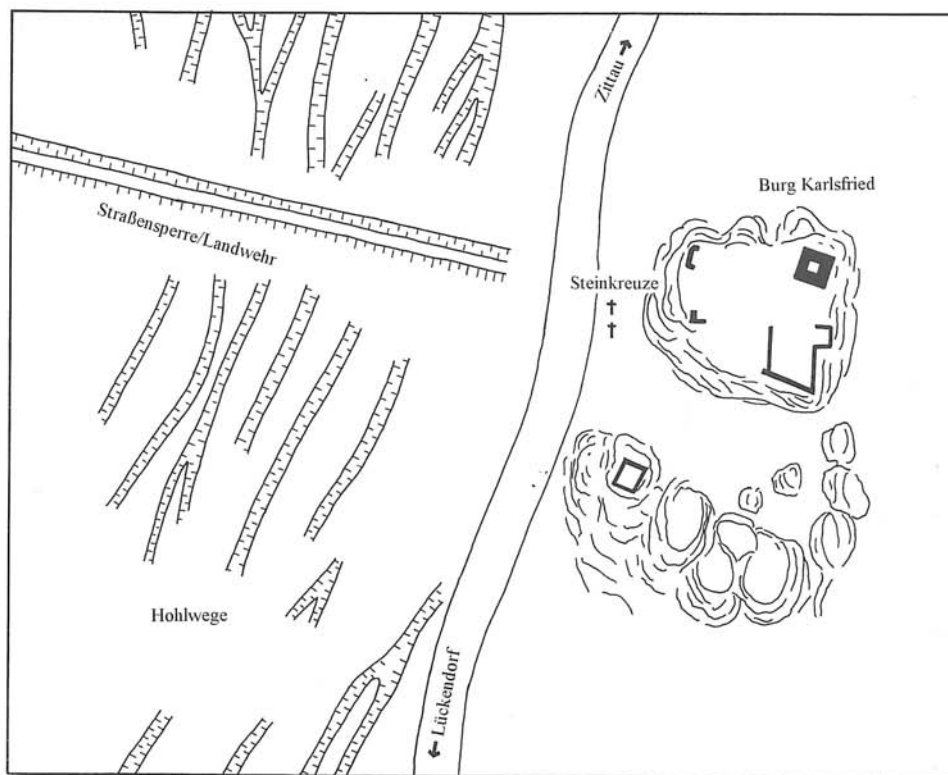 Zittau
Burg Karlsfried
Straßensperre/Landwehr
Steinkreuze
Hohlwege
Lückendorf